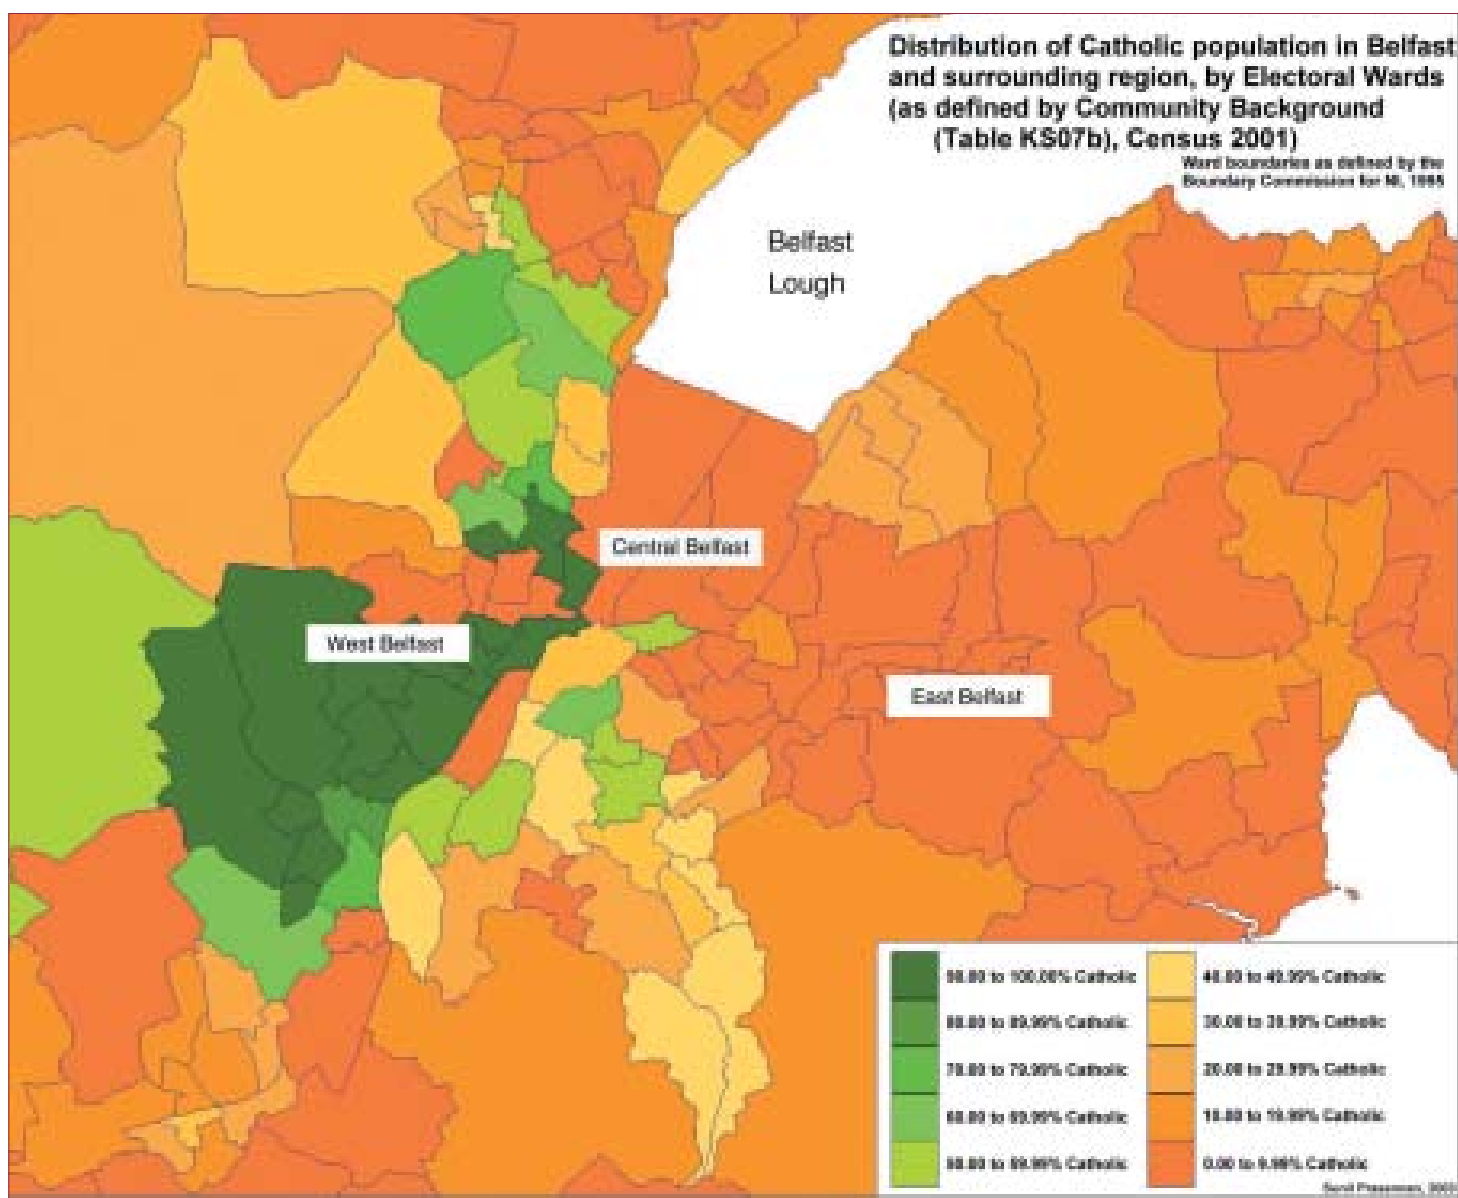 Distribution of Catholic population in Belfast
and surrounding region, by Electoral Wards
(as defined by Community Background
(Table KS07b), Census 2001)
Ward boundaries as defined by the
Boundary Commission for NI, 1995
Belfast
Lough
Central Belfast
West Belfast
East Belfast
90.00 to 100.00% Catholic
80.00 to 89.99% Catholic
70.00 to 79.99% Catholic
60.00 to 69.99% Catholic
50.00 to 59.99% Catholic
40.00 to 49.99% Catholic
30.00 to 39.99% Catholic
20.00 to 29.99% Catholic
10.00 to 19.99% Catholic
0.00 to 9.99% Catholic